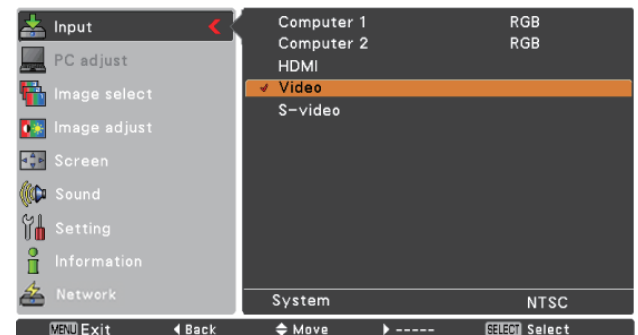 Input
PC adjust
Image select
Image adjust
Screen
Sound
Setting
Information
Network
Computer 1 RGB
Computer 2 RGB
HDMI
Video
S-video
System NTSC
MENU Exit Back Move ----- SELECT Select